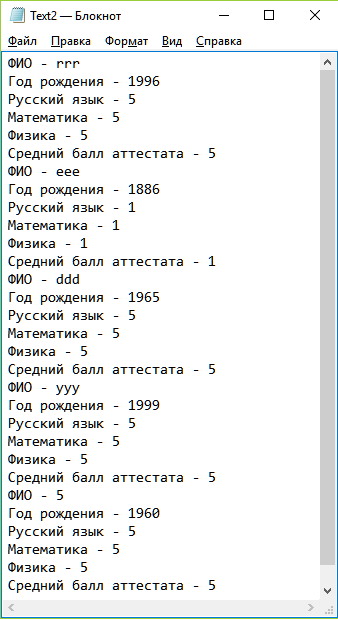 Text2 — Блокнот
Файл Правка Формат Вид Справка
ФИО - rrr
Год рождения - 1996
Русский язык - 5
Математика - 5
Физика - 5
Средний балл аттестата - 5
ФИО - eee
Год рождения - 1886
Русский язык - 1
Математика - 1
Физика - 1
Средний балл аттестата - 1
ФИО - ddd
Год рождения - 1965
Русский язык - 5
Математика - 5
Физика - 5
Средний балл аттестата - 5
ФИО - yyy
Год рождения - 1999
Русский язык - 5
Математика - 5
Физика - 5
Средний балл аттестата - 5
ФИО - 5
Год рождения - 1960
Русский язык - 5
Математика - 5
Физика - 5
Средний балл аттестата - 5